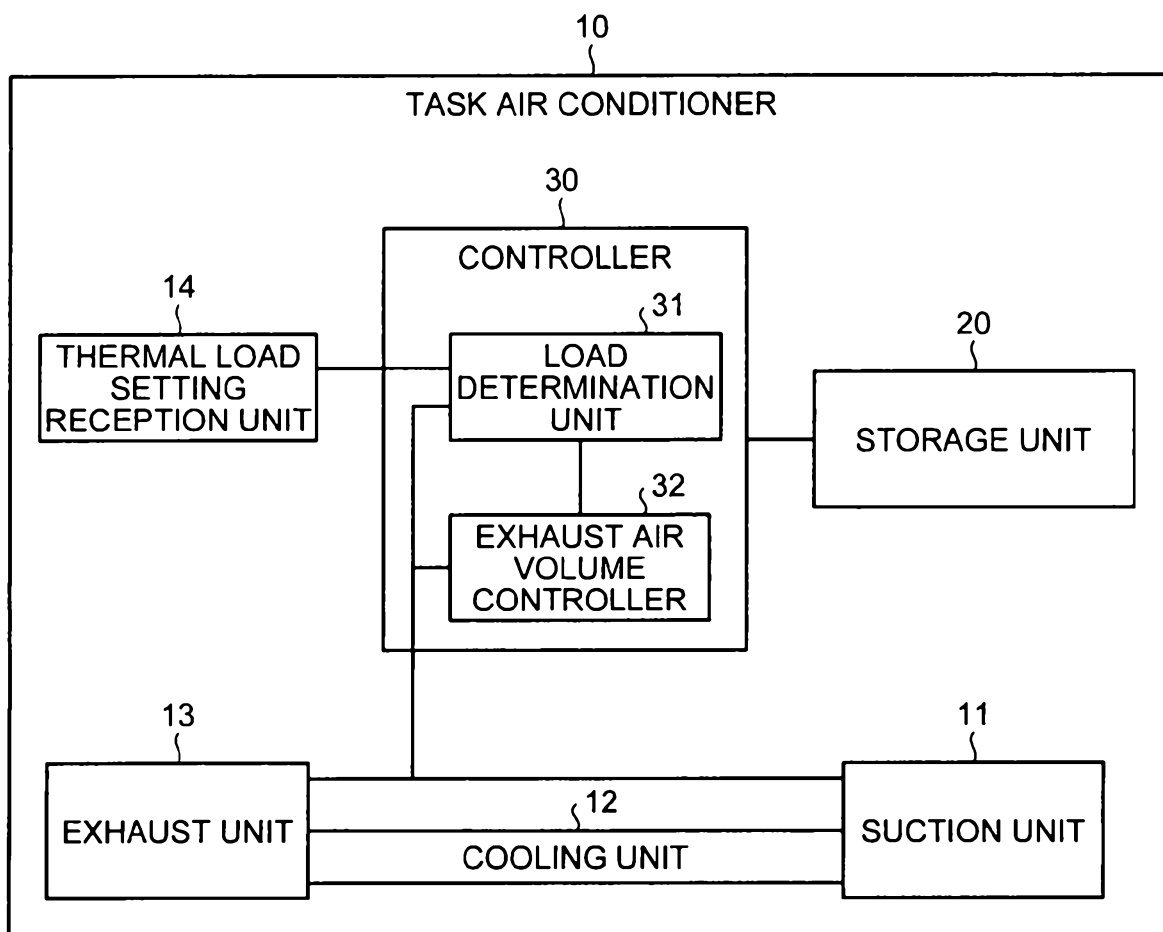 10
TASK AIR CONDITIONER
30
CONTROLLER
14
THERMAL LOAD
SETTING
RECEPTION UNIT
31
LOAD
DETERMINATION
UNIT
20
STORAGE UNIT
32
EXHAUST AIR
VOLUME
CONTROLLER
13
EXHAUST UNIT
12
COOLING UNIT
11
SUCTION UNIT